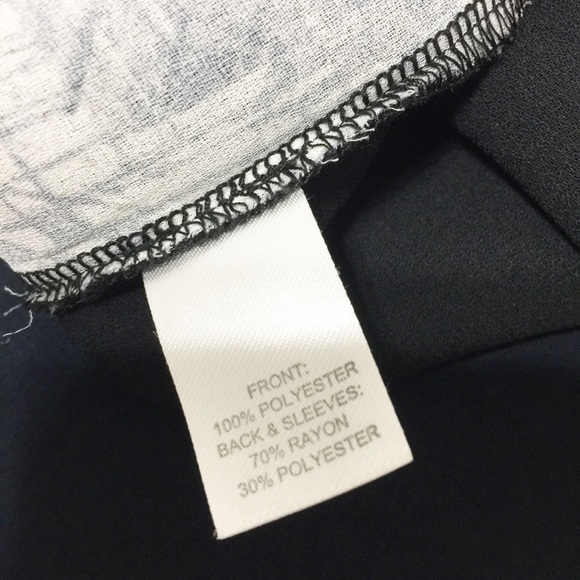 FRONT:
100% POLYESTER
BACK & SLEEVES:
70% RAYON
30% POLYESTER